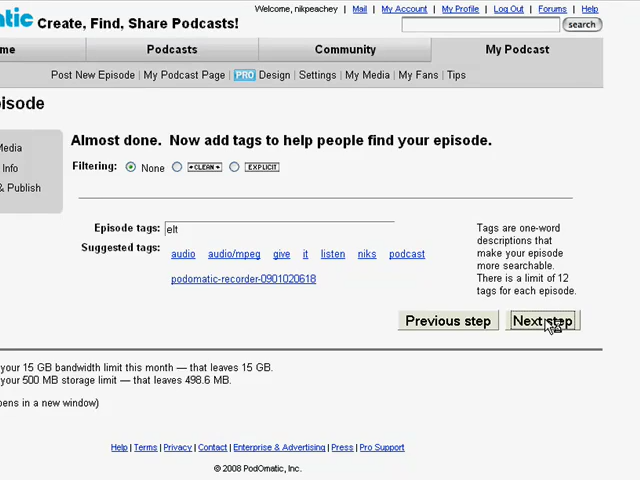 Welcome, nikpeachey | Mail | My Account | My Profile | Log Out | Forums | Help
tic Create, Find, Share Podcasts!
search
me Podcasts Community My Podcast
Post New Episode | My Podcast Page | PRO Design | Settings | My Media | My Fans | Tips
isode
Media
Info
& Publish
Almost done. Now add tags to help people find your episode.
Filtering: None CLEAN EXPLICIT
Episode tags: elt
Suggested tags: audio audio/mpeg give it listen niks podcast
podomatic-recorder-0901020618
Tags are one-word
descriptions that
make your episode
more searchable.
There is a limit of 12
tags for each episode.
Previous step Next step
your 15 GB bandwidth limit this month — that leaves 15 GB.
your 500 MB storage limit — that leaves 498.6 MB.
pens in a new window)
Help | Terms | Privacy | Contact | Enterprise & Advertising | Press | Pro Support
© 2008 PodOmatic, Inc.